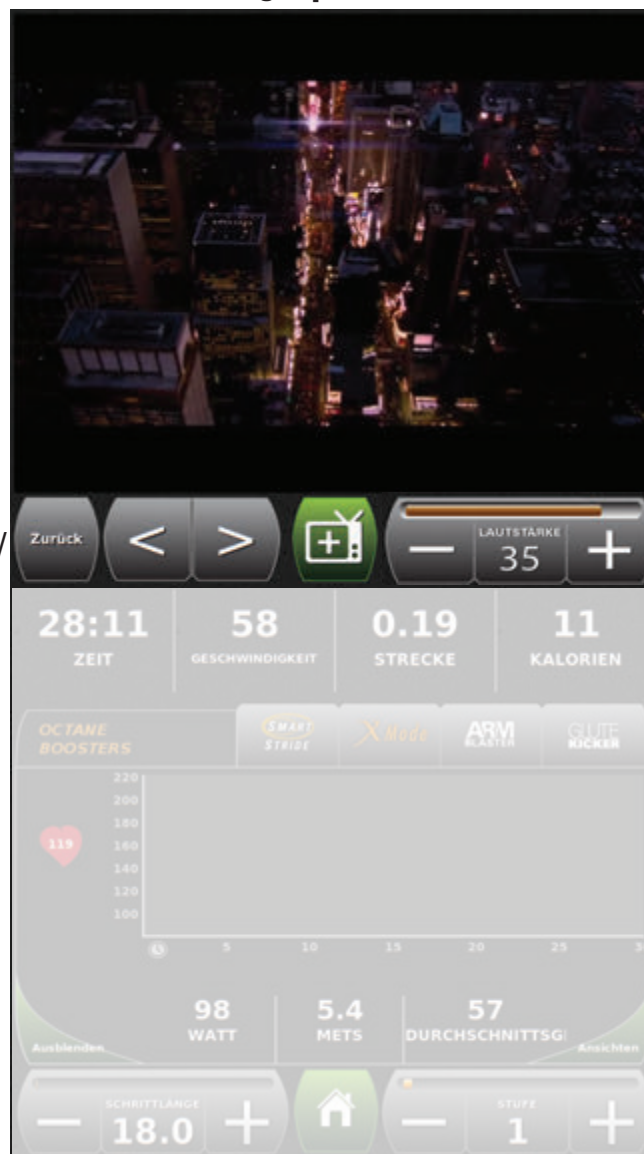 Zurück
<
>
LAUTSTÄRKE
35
28:11 58 0.19 11
ZEIT GESCHWINDIGKEIT STRECKE KALORIEN
OCTANE
BOOSTERS
SMART
STRIDE
X Mode
ARM
BLASTER
GLUTE
KICKER
220
200
180
119
160
140
120
100
5 10 15 20 25 3
98 5.4 57
WATT METS DURCHSCHNITTSG
Ausblenden
Ansichten
SCHRITTLÄNGE
18.0
STUFE
1